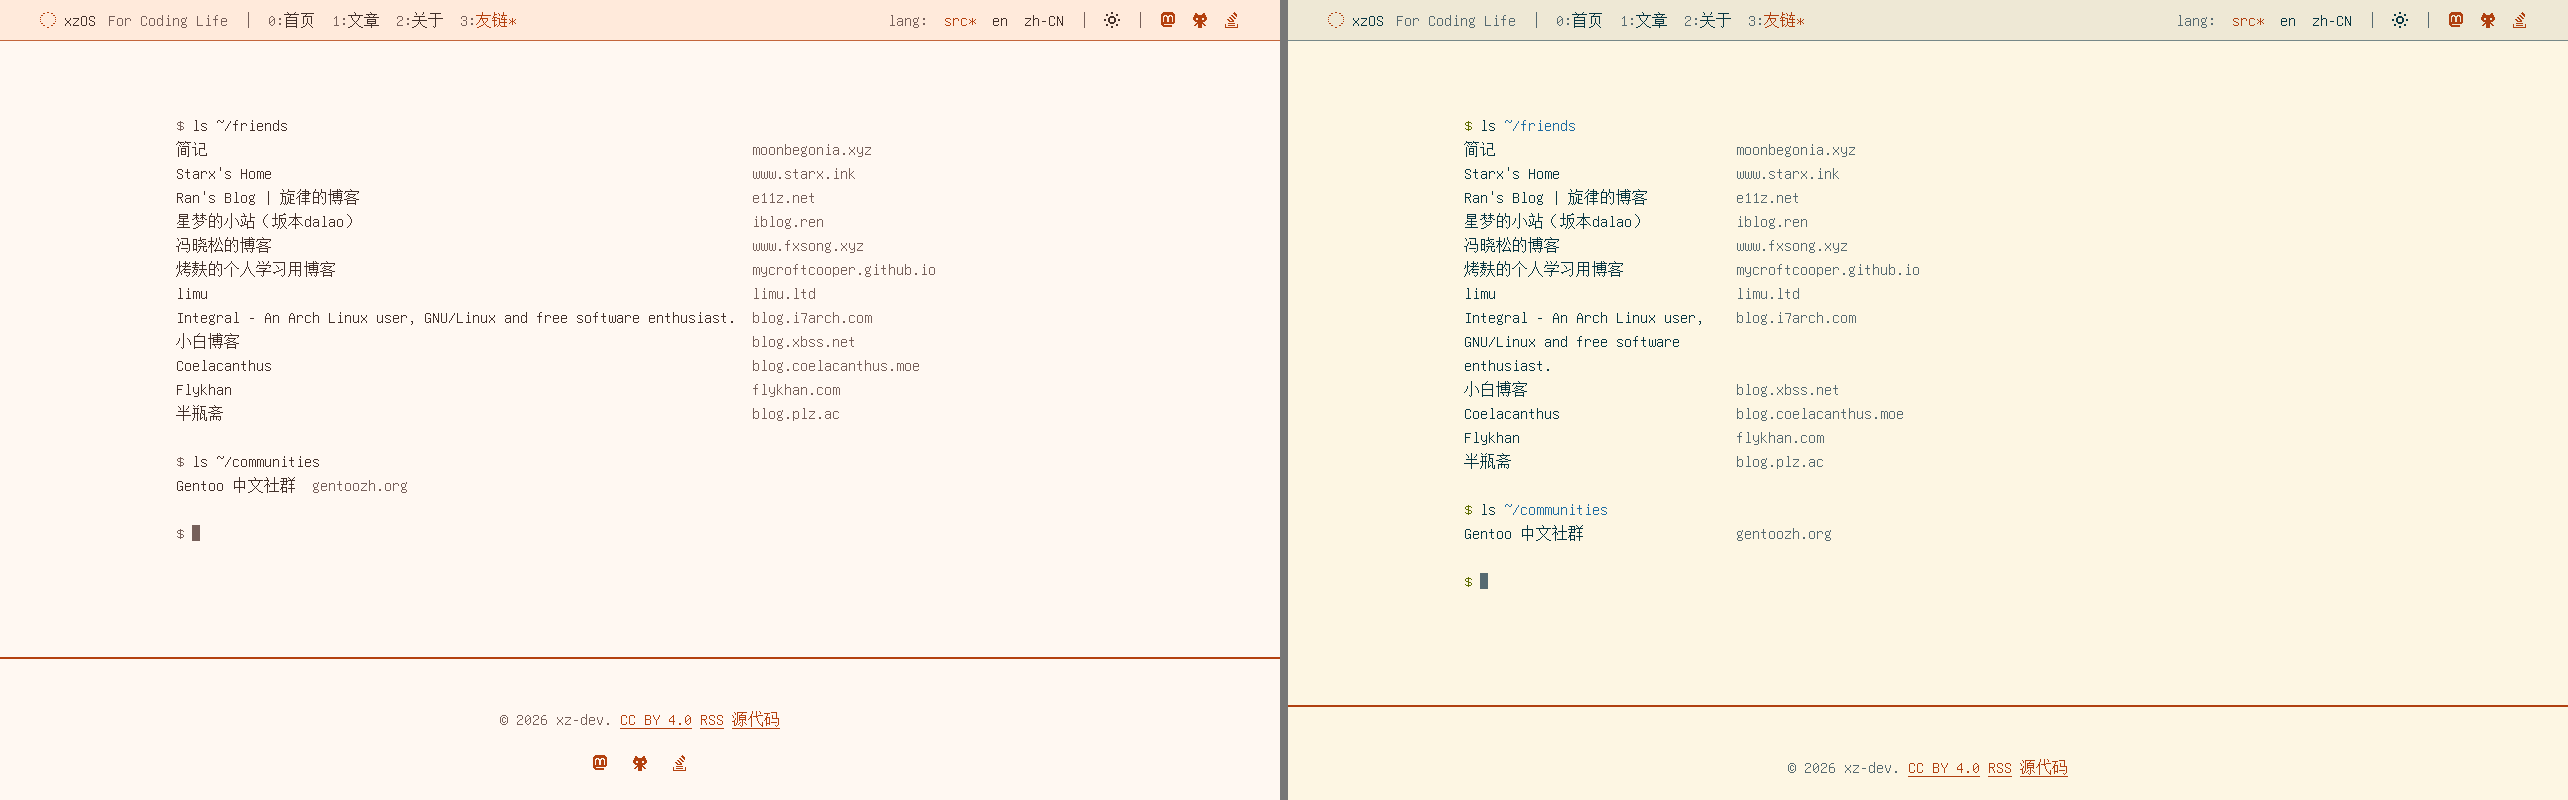 xzOS For Coding Life | 0:首页 1:文章 2:关于 3:友链* lang: src* en zh-CN
$ ls ~/friends
简记 moonbegonia.xyz
Starx's Home www.starx.ink
Ran's Blog | 旋律的博客 e11z.net
星梦的小站（坂本dalao） iblog.ren
冯晓松的博客 www.fxsong.xyz
烤麸的个人学习用博客 mycroftcooper.github.io
limu limu.ltd
Integral - An Arch Linux user, GNU/Linux and free software enthusiast. blog.i7arch.com
小白博客 blog.xbss.net
Coelacanthus blog.coelacanthus.moe
Flykhan flykhan.com
半瓶斋 blog.plz.ac
$ ls ~/communities
Gentoo 中文社群 gentoozh.org
$
© 2026 xz-dev. CC BY 4.0 RSS 源代码
xzOS For Coding Life | 0:首页 1:文章 2:关于 3:友链* lang: src* en zh-CN
$ ls ~/friends
简记 moonbegonia.xyz
Starx's Home www.starx.ink
Ran's Blog | 旋律的博客 e11z.net
星梦的小站（坂本dalao） iblog.ren
冯晓松的博客 www.fxsong.xyz
烤麸的个人学习用博客 mycroftcooper.github.io
limu limu.ltd
Integral - An Arch Linux user, blog.i7arch.com
GNU/Linux and free software
enthusiast.
小白博客 blog.xbss.net
Coelacanthus blog.coelacanthus.moe
Flykhan flykhan.com
半瓶斋 blog.plz.ac
$ ls ~/communities
Gentoo 中文社群 gentoozh.org
$
© 2026 xz-dev. CC BY 4.0 RSS 源代码